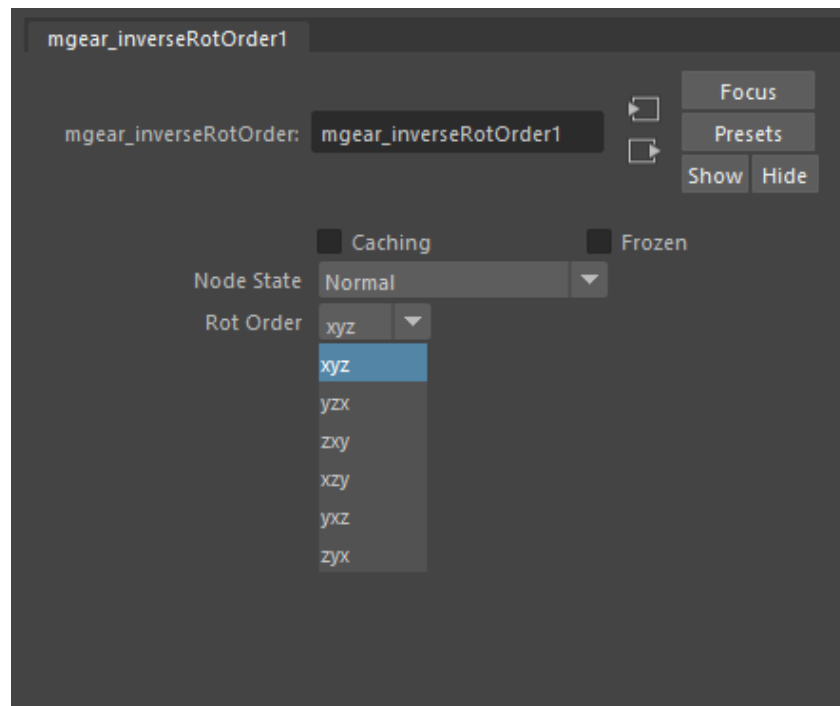 mgear_inverseRotOrder1
mgear_inverseRotOrder: mgear_inverseRotOrder1
Focus
Presets
Show Hide
Caching Frozen
Node State Normal
Rot Order xyz
xyz
yzx
zxy
xzy
yxz
zyx